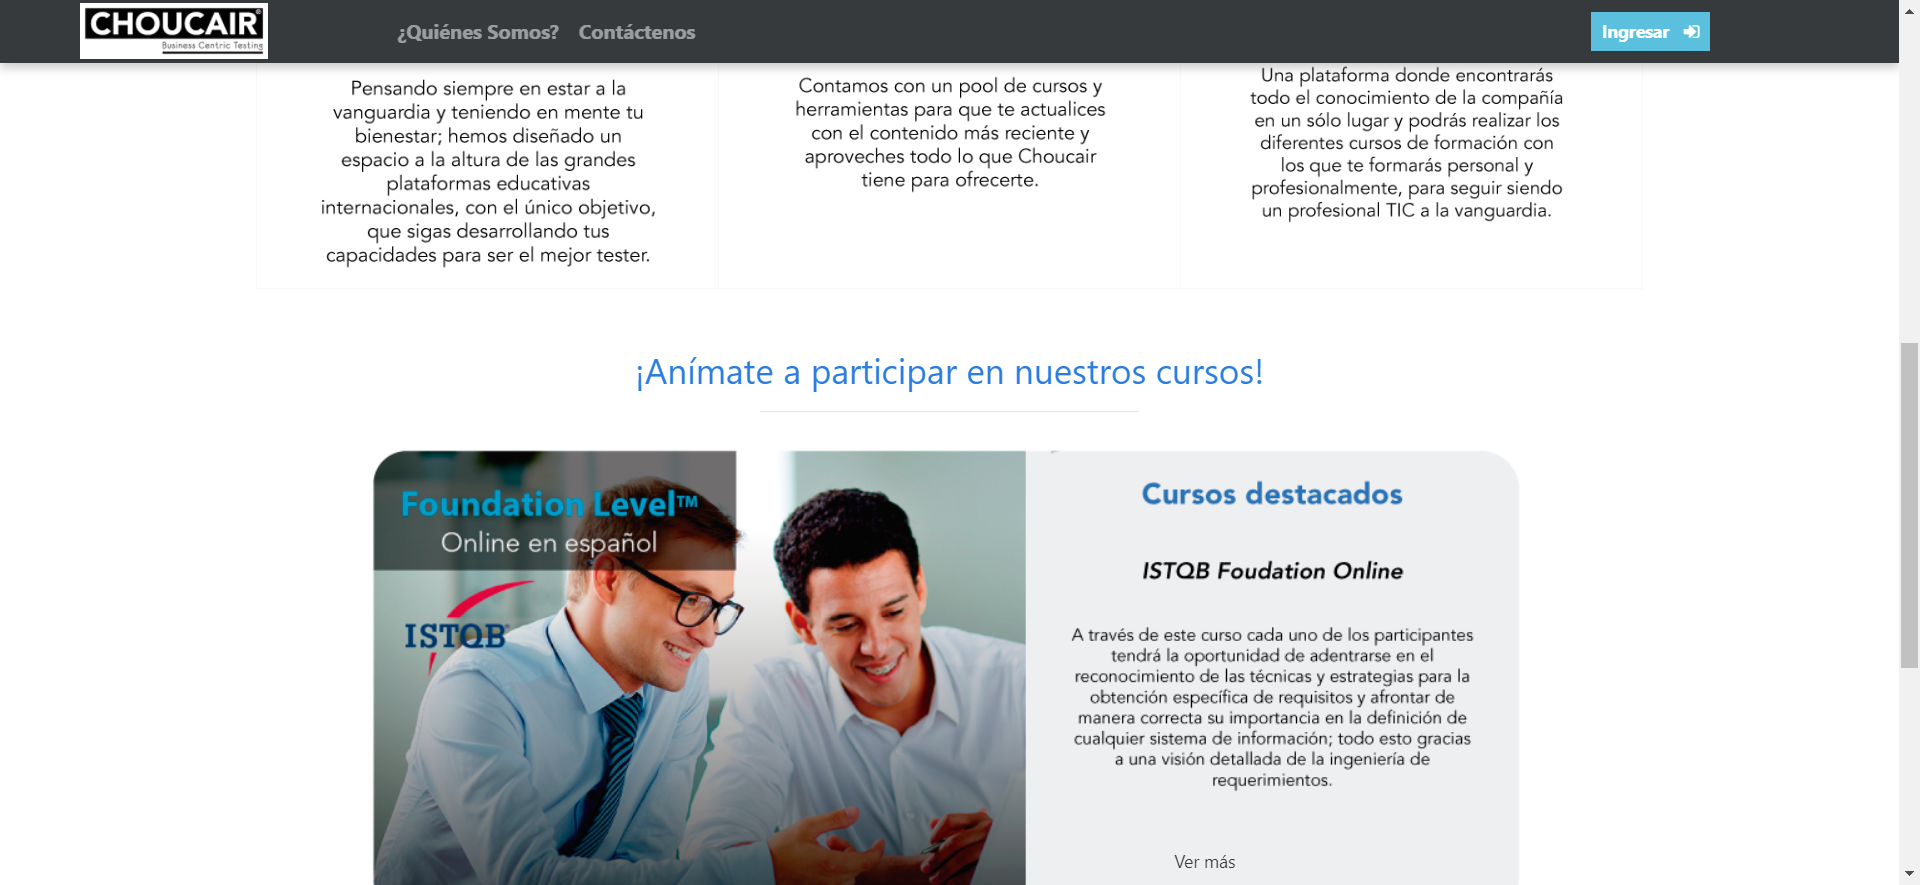 CHOUCAIR®
Business Centric Testing
¿Quiénes Somos?
Contáctenos
Ingresar
Pensando siempre en estar a la
vanguardia y teniendo en mente tu
bienestar; hemos diseñado un
espacio a la altura de las grandes
plataformas educativas
internacionales, con el único objetivo,
que sigas desarrollando tus
capacidades para ser el mejor tester.
Contamos con un pool de cursos y
herramientas para que te actualices
con el contenido más reciente y
aproveches todo lo que Choucair
tiene para ofrecerte.
Una plataforma donde encontrarás
todo el conocimiento de la compañía
en un sólo lugar y podrás realizar los
diferentes cursos de formación con
los que te formarás personal y
profesionalmente, para seguir siendo
un profesional TIC a la vanguardia.
¡Anímate a participar en nuestros cursos!
Foundation Level™
Online en español
ISTQB®
Cursos destacados
ISTQB Foudation Online
A través de este curso cada uno de los participantes
tendrá la oportunidad de adentrarse en el
reconocimiento de las técnicas y estrategias para la
obtención específica de requisitos y afrontar de
manera correcta su importancia en la definición de
cualquier sistema de información; todo esto gracias
a una visión detallada de la ingeniería de
requerimientos.
Ver más